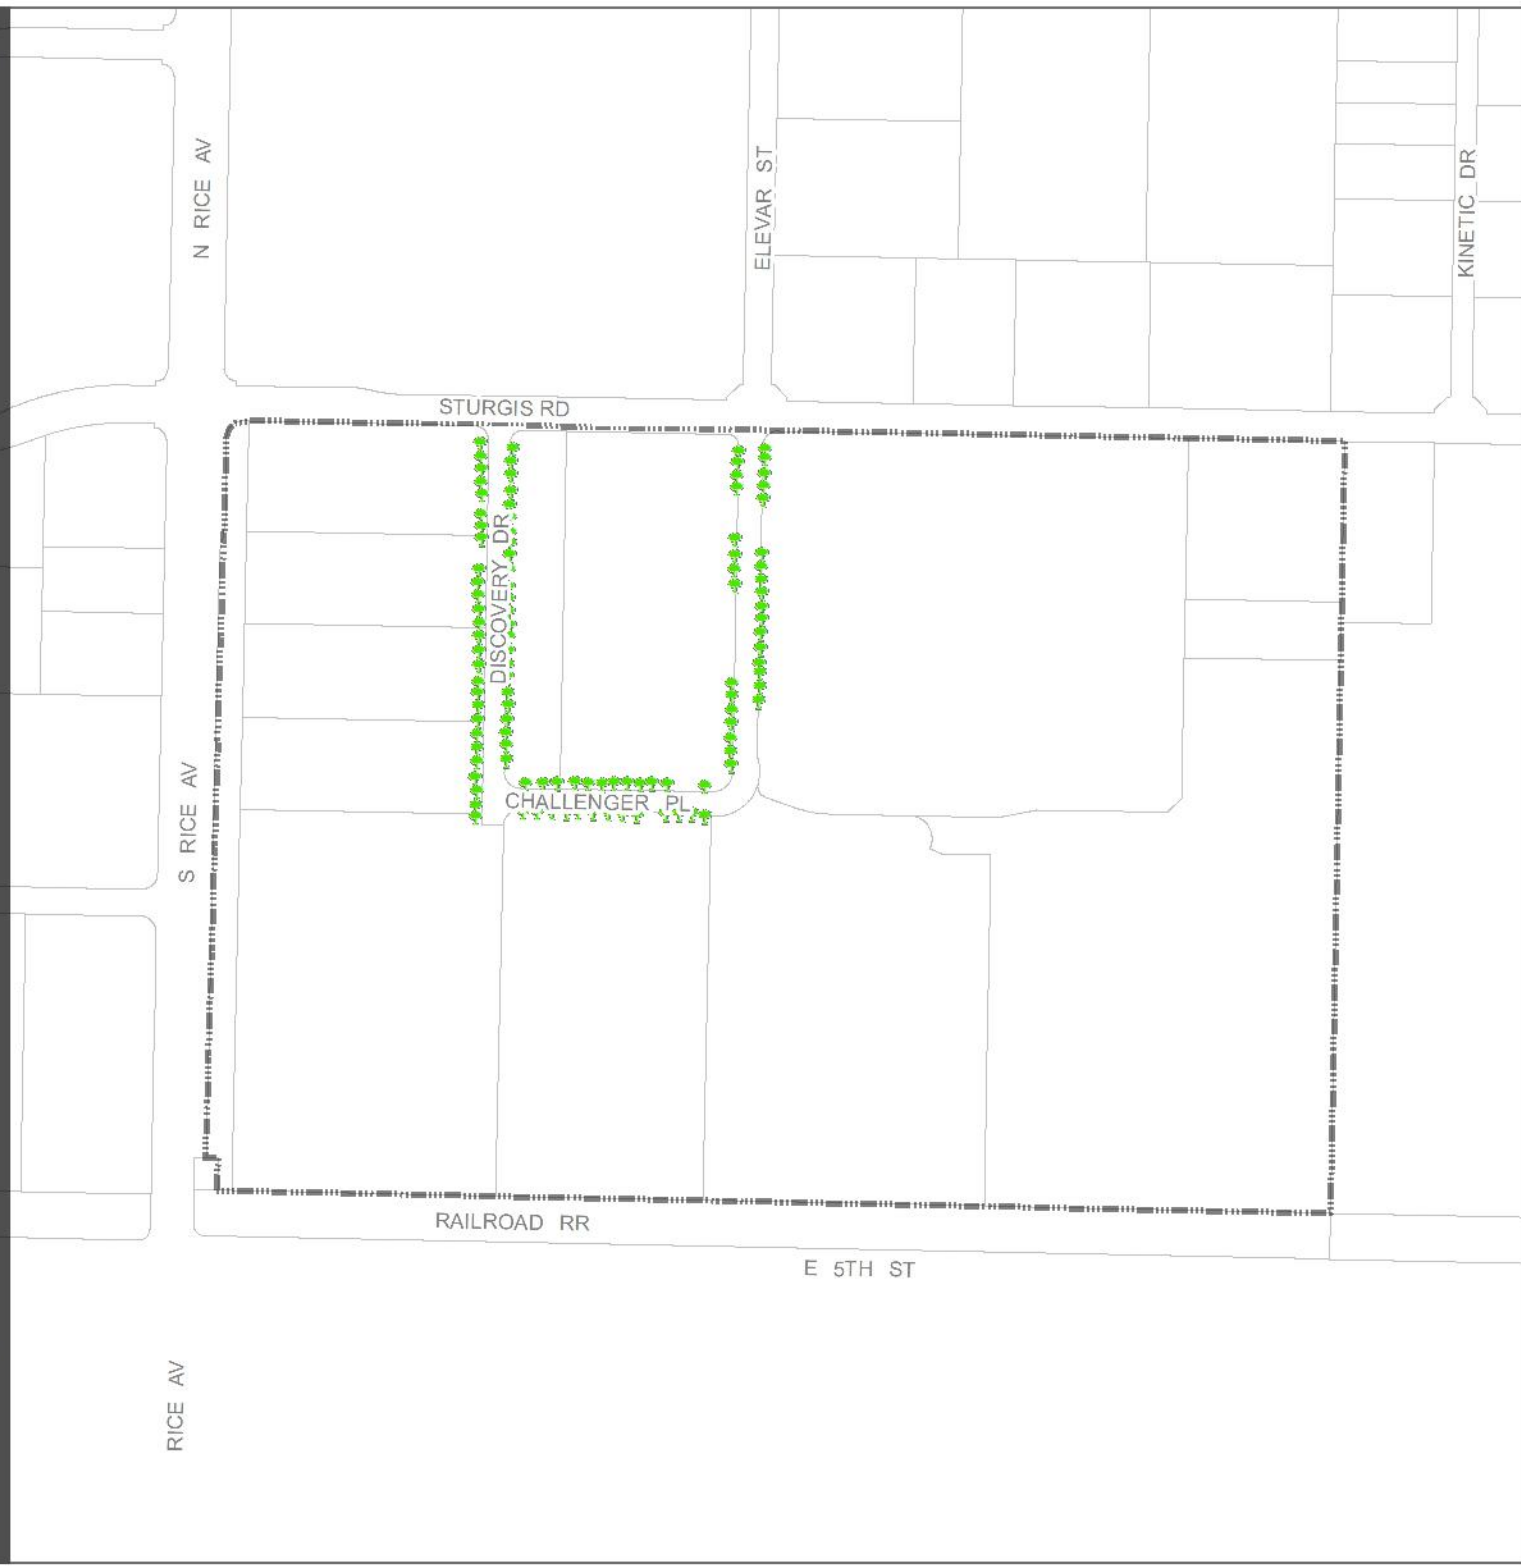 N RICE AV
ELEVAR ST
KINETIC DR
STURGIS RD
DISCOVERY DR
CHALLENGER PL
S RICE AV
RAILROAD RR
E 5TH ST
RICE AV